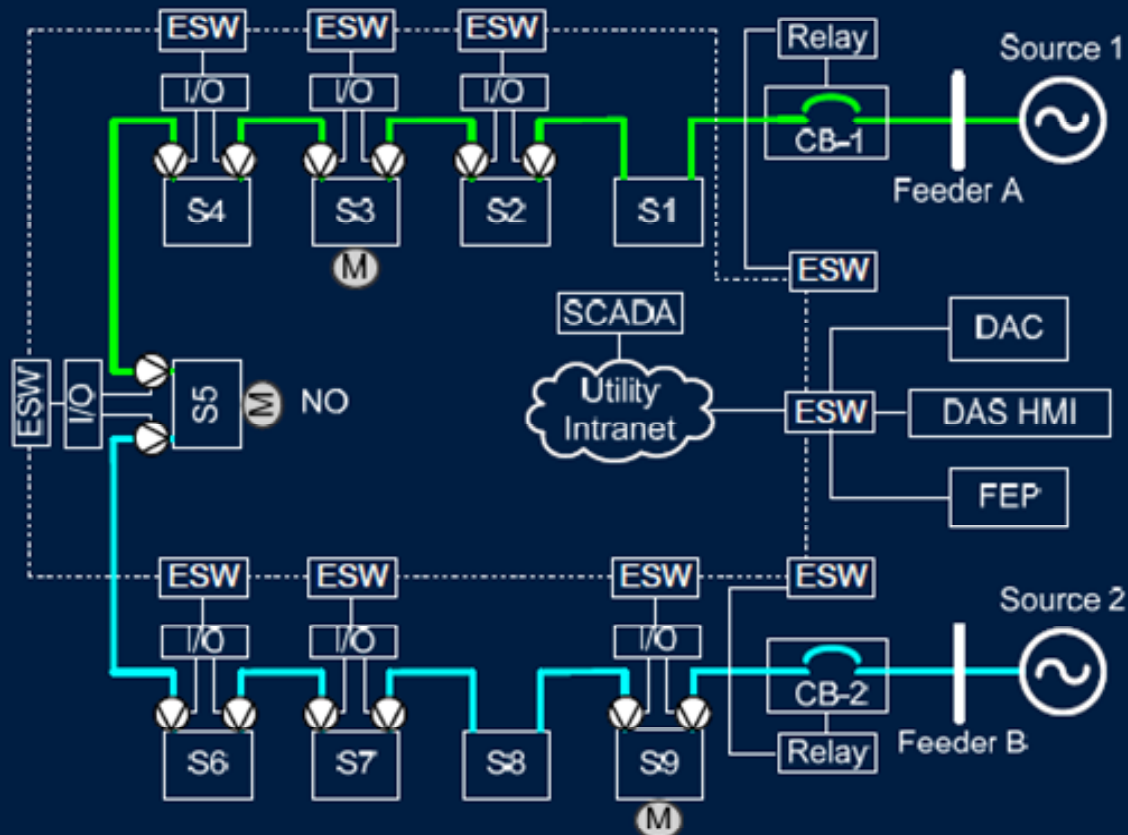 ESW ESW ESW Relay Source 1
I/O I/O I/O
CB-1
S4 S3 S2 S1 Feeder A
M
ESW
SCADA DAC
ESW I/O S5 M NO Utility
Intranet ESW DAS HMI
FEP
ESW ESW ESW ESW
Source 2
I/O I/O I/O
CB-2
S6 S7 S8 S9 Relay Feeder B
M